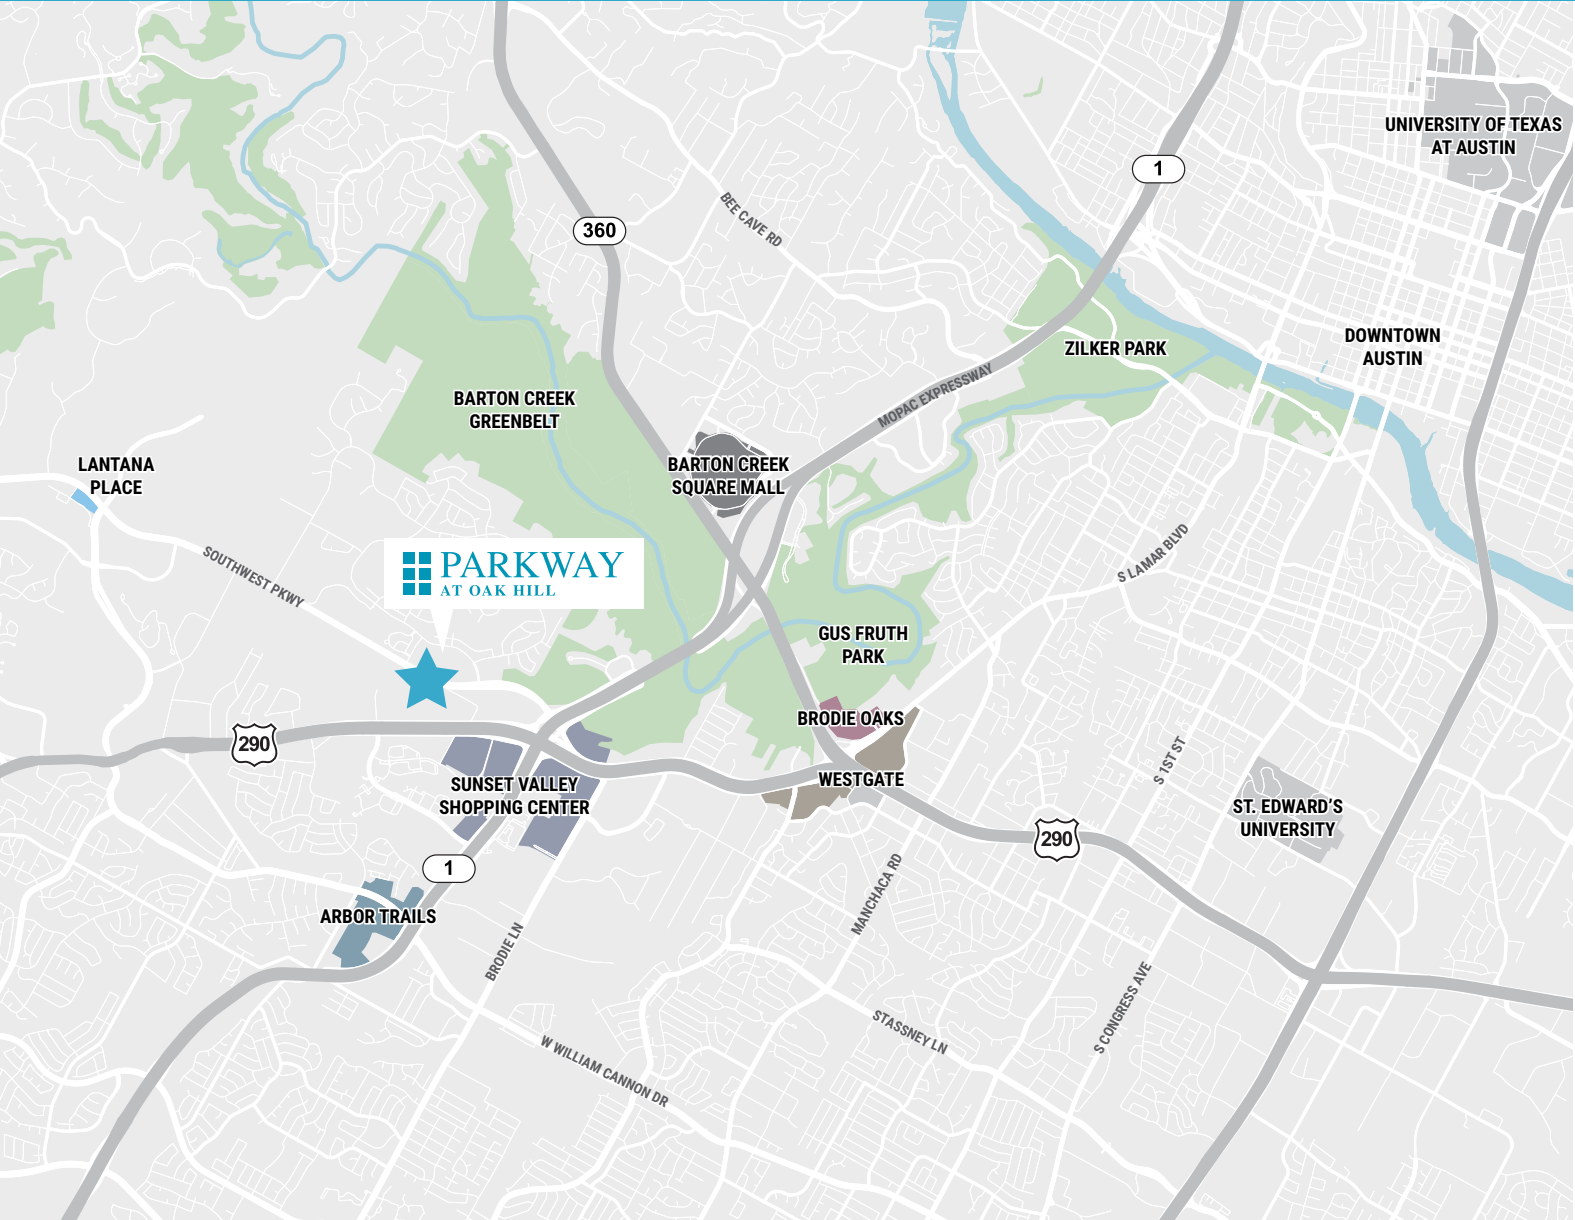 UNIVERSITY OF TEXAS
AT AUSTIN
1
BEE CAVE RD
360
DOWNTOWN
AUSTIN
ZILKER PARK
MOPAC EXPRESSWAY
BARTON CREEK
GREENBELT
LANTANA
PLACE
BARTON CREEK
SQUARE MALL
SOUTHWEST PKWY
PARKWAY
AT OAK HILL
S LAMAR BLVD
GUS FRUTH
PARK
BRODIE OAKS
290
WESTGATE
SUNSET VALLEY
SHOPPING CENTER
S 1ST ST
ST. EDWARD'S
UNIVERSITY
290
1
MANCHACA RD
ARBOR TRAILS
BRODIE LN
S CONGRESS AVE
STASSNEY LN
W WILLIAM CANNON DR